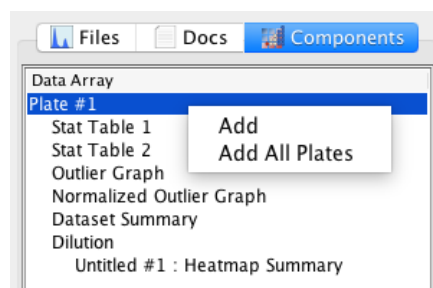 Files Docs Components
Data Array
Plate #1
Add
Add All Plates
Stat Table 1
Stat Table 2
Outlier Graph
Normalized Outlier Graph
Dataset Summary
Dilution
Untitled #1 : Heatmap Summary